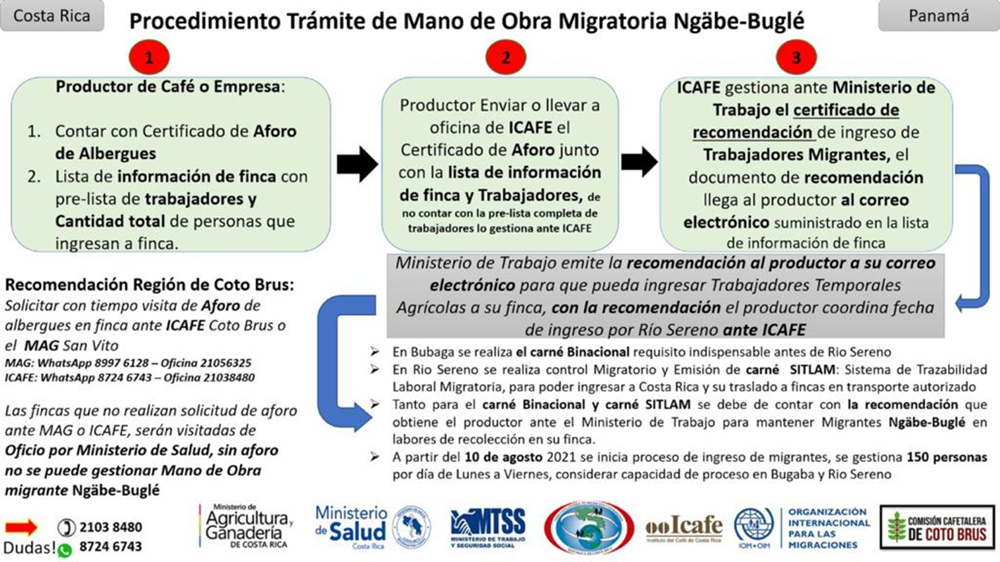 Costa Rica
Procedimiento Trámite de Mano de Obra Migratoria Ngäbe-Buglé
Panamá
1
Productor de Café o Empresa:
1. Contar con Certificado de Aforo
de Albergues
2. Lista de información de finca con
pre-lista de trabajadores y
Cantidad total de personas que
ingresan a finca.
2
Productor Enviar o llevar a
oficina de ICAFE el
Certificado de Aforo junto
con la lista de información
de finca y Trabajadores, de
no contar con la pre-lista completa de
trabajadores lo gestiona ante ICAFE
3
ICAFE gestiona ante Ministerio de
Trabajo el certificado de
recomendación de ingreso de
Trabajadores Migrantes, el
documento de recomendación
llega al productor al correo
electrónico suministrado en la lista
de información de finca
Ministerio de Trabajo emite la recomendación al productor a su correo
electrónico para que pueda ingresar Trabajadores Temporales
Agrícolas a su finca, con la recomendación el productor coordina fecha
de ingreso por Río Sereno ante ICAFE
Recomendación Región de Coto Brus:
Solicitar con tiempo visita de Aforo de
albergues en finca ante ICAFE Coto Brus o
el MAG San Vito
MAG: WhatsApp 8997 6128 – Oficina 21056325
ICAFE: WhatsApp 8724 6743 – Oficina 21038480
Las fincas que no realizan solicitud de aforo
ante MAG o ICAFE, serán visitadas de
Oficio por Ministerio de Salud, sin aforo
no se puede gestionar Mano de Obra
migrante Ngäbe-Buglé
➢ En Bubaga se realiza el carné Binacional requisito indispensable antes de Rio Sereno
➢ En Rio Sereno se realiza control Migratorio y Emisión de carné SITLAM: Sistema de Trazabilidad
Laboral Migratoria, para poder ingresar a Costa Rica y su traslado a fincas en transporte autorizado
➢ Tanto para el carné Binacional y carné SITLAM se debe de contar con la recomendación que
obtiene el productor ante el Ministerio de Trabajo para mantener Migrantes Ngäbe-Buglé en
labores de recolección en su finca.
➢ A partir del 10 de agosto 2021 se inicia proceso de ingreso de migrantes, se gestiona 150 personas
por día de Lunes a Viernes, considerar capacidad de proceso en Bugaba y Rio Sereno
Dudas!
2103 8480
8724 6743
Ministerio de
Agricultura y
Ganadería
DE COSTA RICA
Ministerio
de Salud
Costa Rica
MTSS
MINISTERIO DE TRABAJO
Y SEGURIDAD SOCIAL
Icafe
Instituto del Café de Costa Rica
IOM • OIM
ORGANIZACIÓN
INTERNACIONAL
PARA LAS
MIGRACIONES
COMISIÓN CAFETALERA
DE COTO BRUS